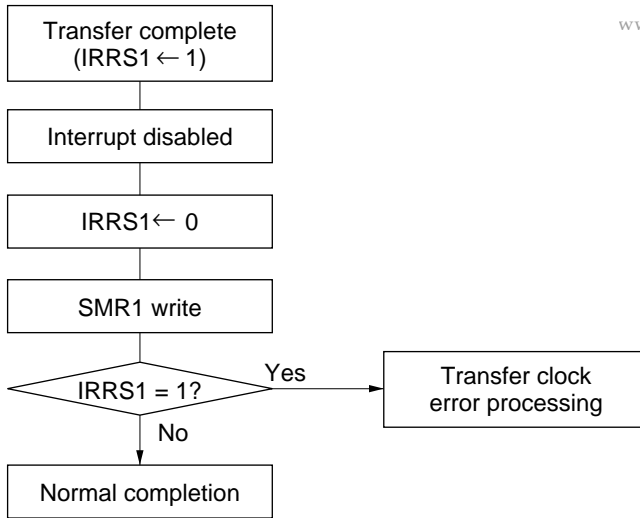 Transfer complete
(IRRS1 ← 1)
Interrupt disabled
IRRS1← 0
SMR1 write
IRRS1 = 1?
Yes
Transfer clock
error processing
No
Normal completion